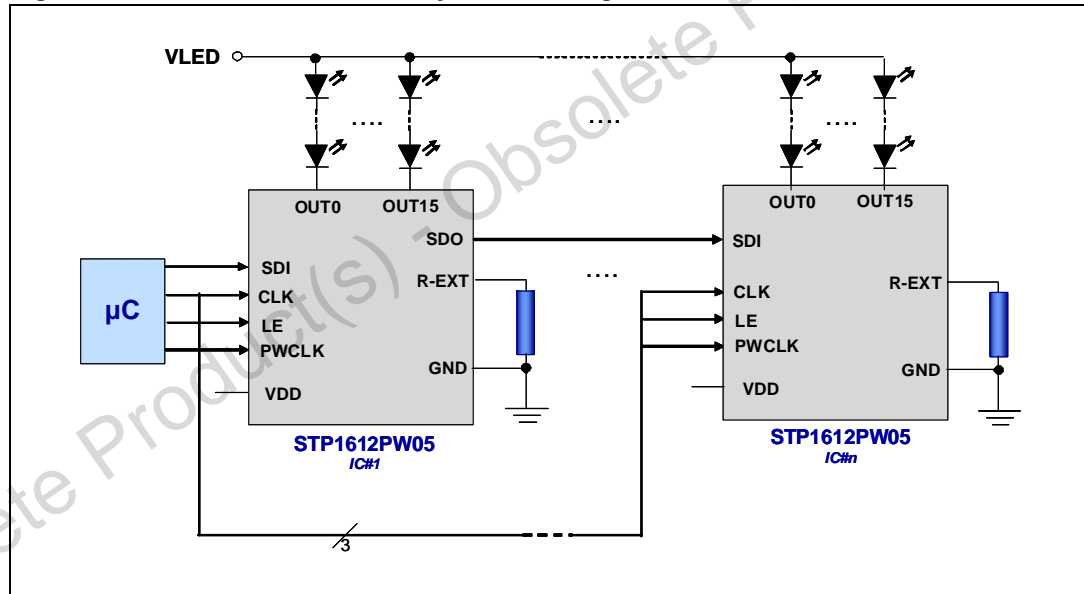 VLED
OUT0 OUT15
OUT0 OUT15
SDO
SDI
R-EXT
GND
µC
SDI
CLK
LE
PWCLK
VDD
STP1612PW05
IC#1
CLK
LE
PWCLK
VDD
R-EXT
GND
STP1612PW05
IC#n
3
ete Product(s) - Obsolete P